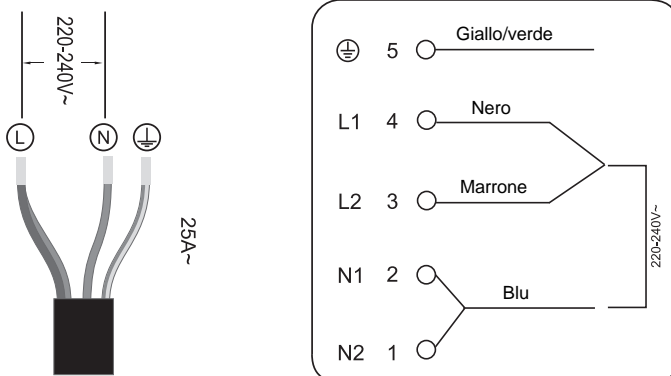 220-240V~
L N
25A~
5 Giallo/verde
L1 4 Nero
L2 3 Marrone
220-240V~
N1 2
Blu
N2 1